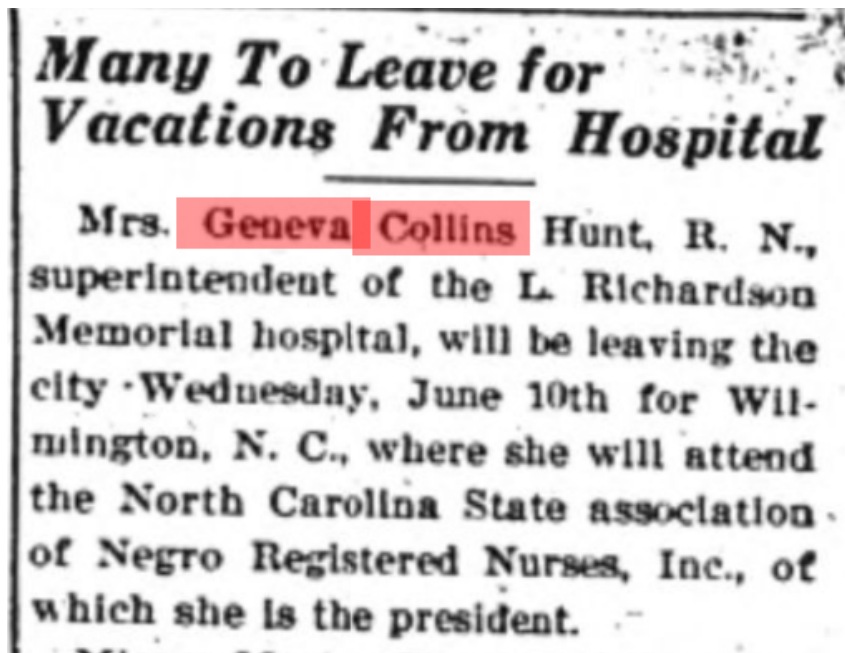 Many To Leave for
Vacations From Hospital
Mrs. Geneva Collins Hunt, R. N.,
superintendent of the L. Richardson
Memorial hospital, will be leaving the
city Wednesday, June 10th for Wil-
mington, N. C., where she will attend
the North Carolina State association
of Negro Registered Nurses, Inc., of
which she is the president.